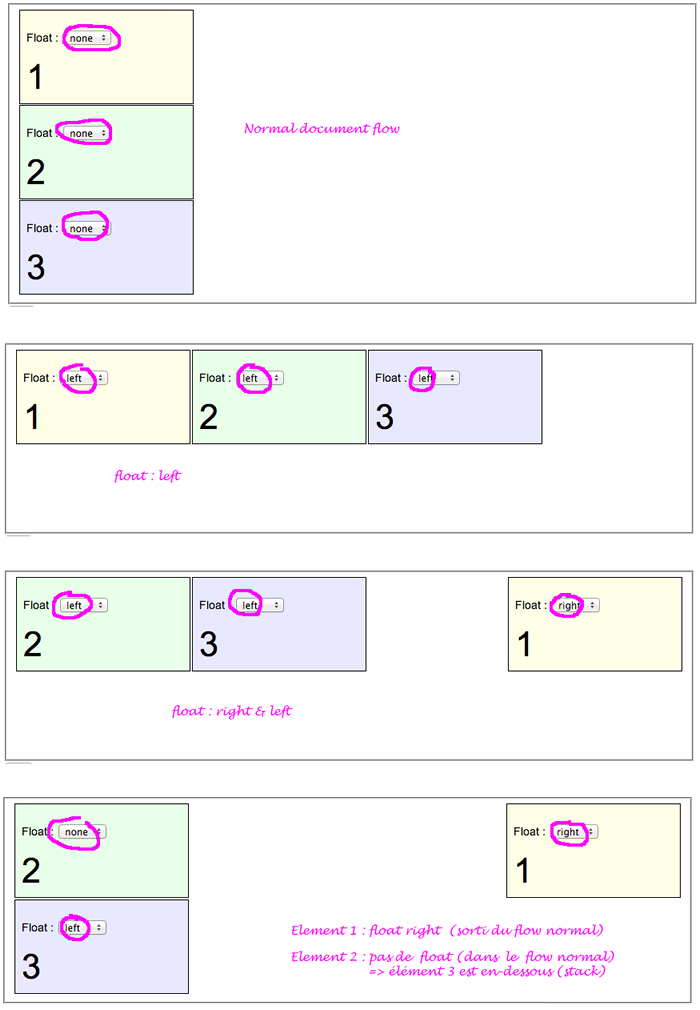 Float : none
1
Float : none
2
Normal document flow
Float : none
3
Float : left
1
Float : left
2
Float : left
3
float : left
Float : left
2
Float : left
3
Float : right
1
float : right & left
Float : none
2
Float : right
1
Float : left
3
Element 1 : float right (sorti du flow normal)
Element 2 : pas de float (dans le flow normal)
=> élément 3 est en-dessous (stack)